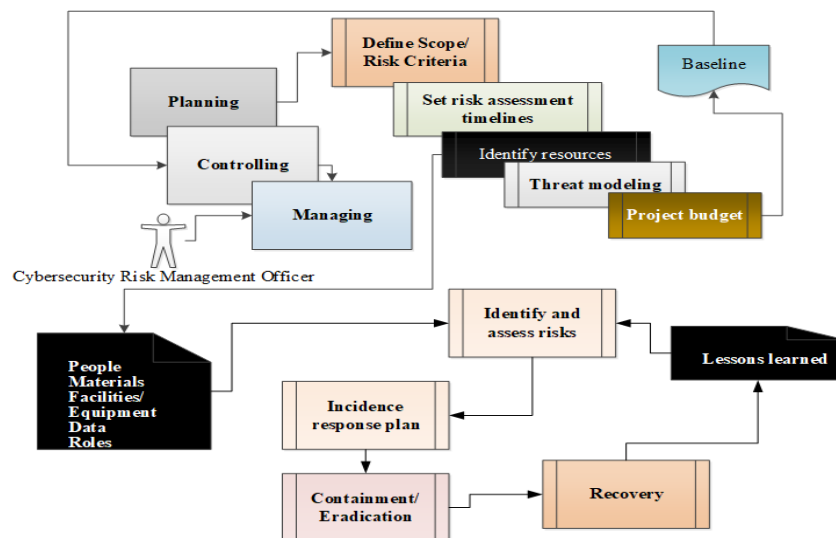 Define Scope/
Risk Criteria
Baseline
Planning
Set risk assessment
timelines
Controlling
Identify resources
Threat modeling
Managing
Project budget
Cybersecurity Risk Management Officer
Identify and
assess risks
People
Materials
Facilities/
Equipment
Data
Roles
Lessons learned
Incidence
response plan
Containment/
Eradication
Recovery